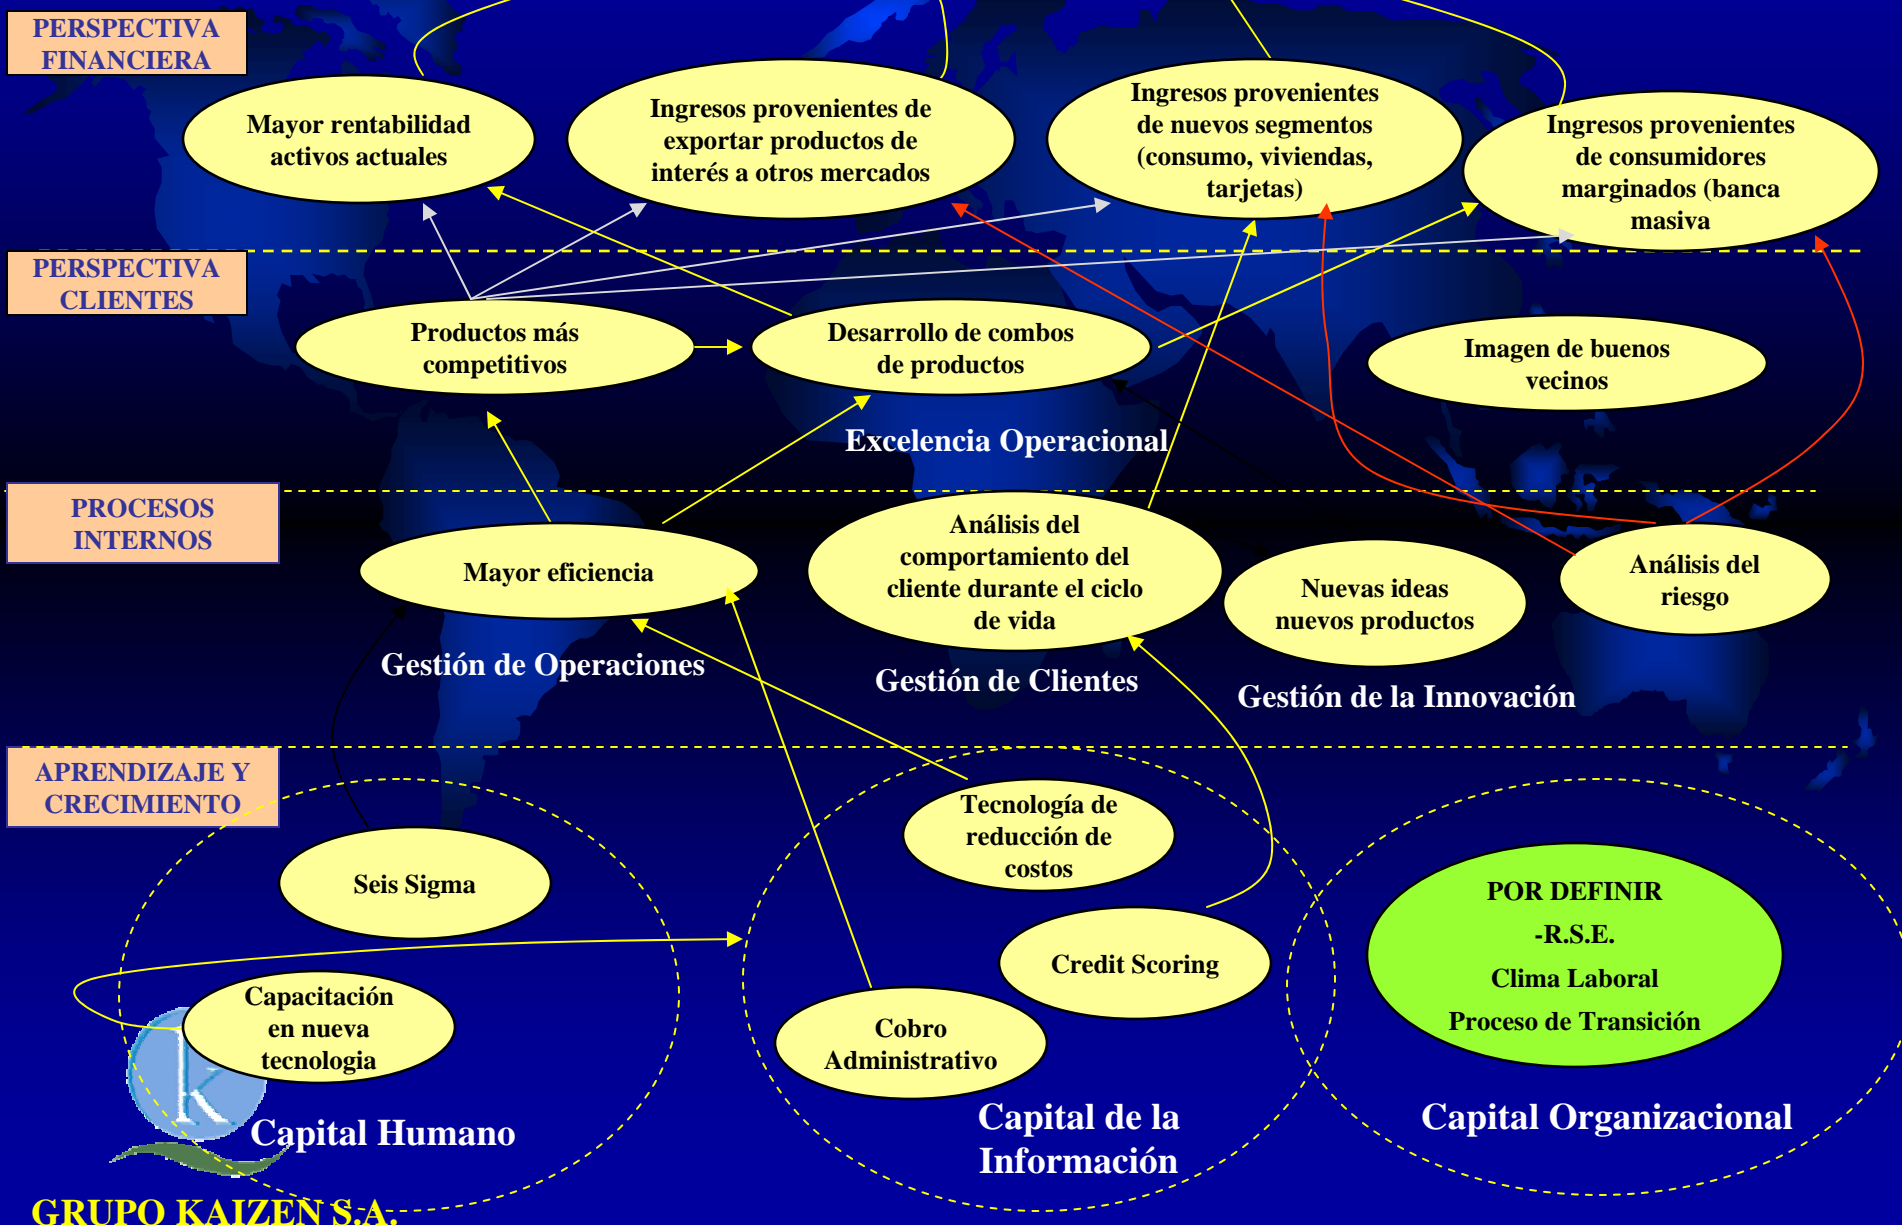 PERSPECTIVA
FINANCIERA
Mayor rentabilidad
activos actuales
Ingresos provenientes de
exportar productos de
interés a otros mercados
Ingresos provenientes
de nuevos segmentos
(consumo, viviendas,
tarjetas)
Ingresos provenientes
de consumidores
marginados (banca
masiva
PERSPECTIVA
CLIENTES
Productos más
competitivos
Desarrollo de combos
de productos
Imagen de buenos
vecinos
Excelencia Operacional
PROCESOS
INTERNOS
Mayor eficiencia
Análisis del
comportamiento del
cliente durante el ciclo
de vida
Nuevas ideas
nuevos productos
Análisis del
riesgo
Gestión de Operaciones
Gestión de Clientes
Gestión de la Innovación
APRENDIZAJE Y
CRECIMIENTO
Seis Sigma
Capacitación
en nueva
tecnologia
Capital Humano
Tecnología de
reducción de
costos
Credit Scoring
Cobro
Administrativo
Capital de la
Información
POR DEFINIR
-R.S.E.
Clima Laboral
Proceso de Transición
Capital Organizacional
k
GRUPO KAIZEN S.A.